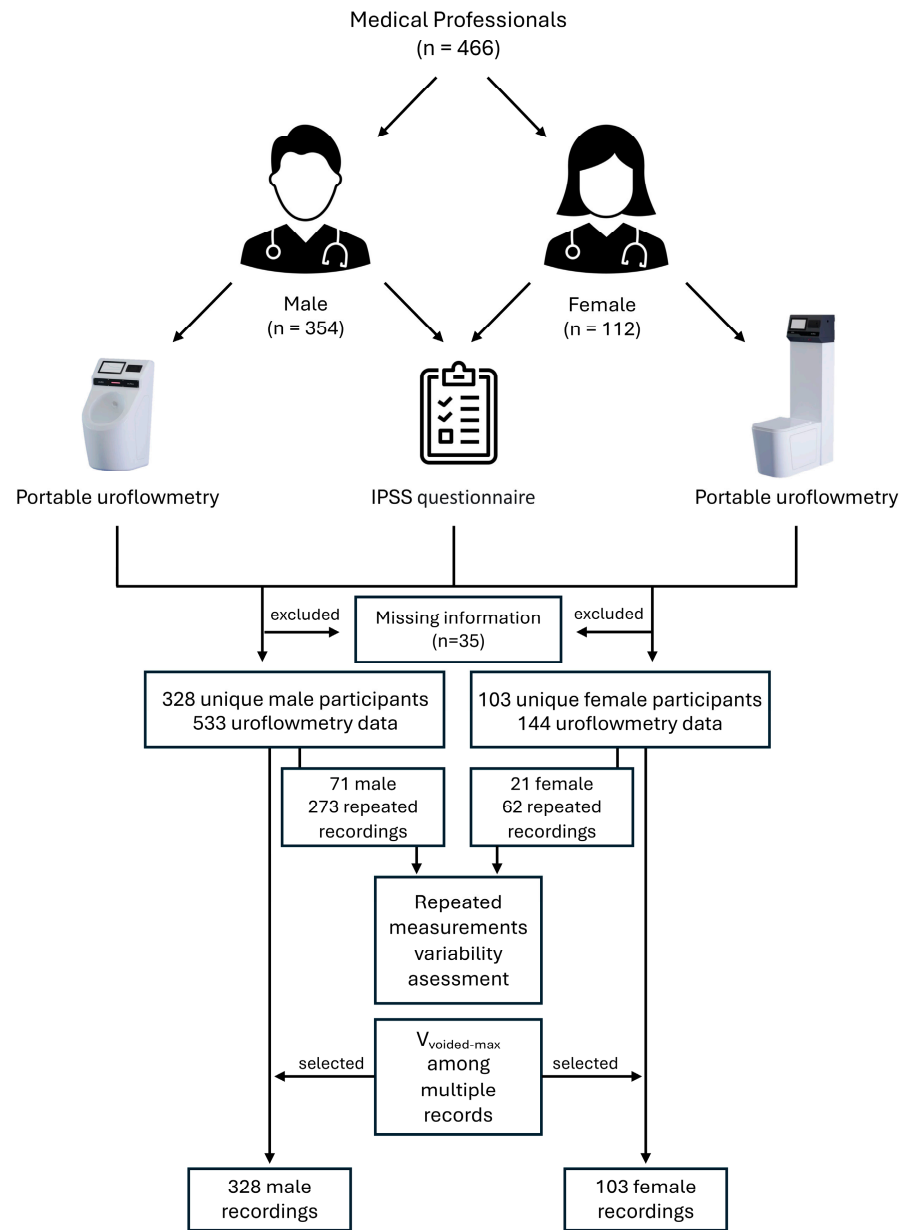 Medical Professionals
(n = 466)
Male
(n = 354)
Female
(n = 112)
Portable uroflowmetry
IPSS questionnaire
Portable uroflowmetry
excluded
Missing information
(n=35)
excluded
328 unique male participants
533 uroflowmetry data
103 unique female participants
144 uroflowmetry data
71 male
273 repeated
recordings
21 female
62 repeated
recordings
Repeated
measurements
variability
asessment
selected
Vvoided-max
among
multiple
records
selected
328 male
recordings
103 female
recordings